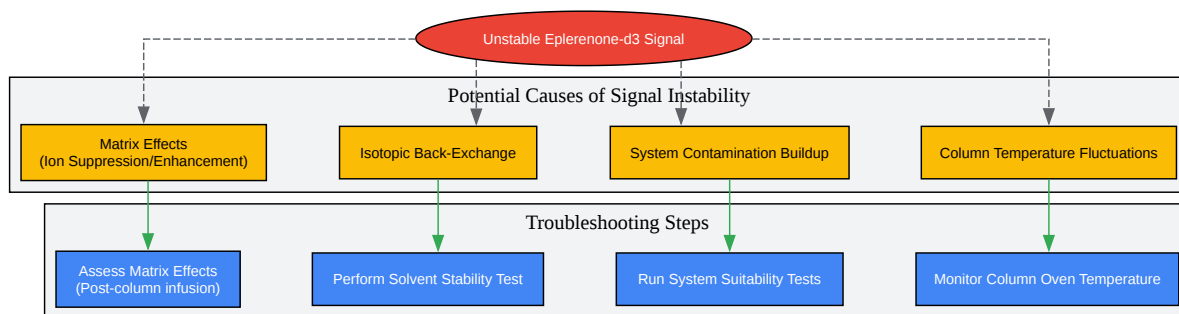 Unstable Eplerenone-d3 Signal
Potential Causes of Signal Instability
Matrix Effects
(Ion Suppression/Enhancement)
Isotopic Back-Exchange
System Contamination Buildup
Column Temperature Fluctuations
Troubleshooting Steps
Assess Matrix Effects
(Post-column infusion)
Perform Solvent Stability Test
Run System Suitability Tests
Monitor Column Oven Temperature